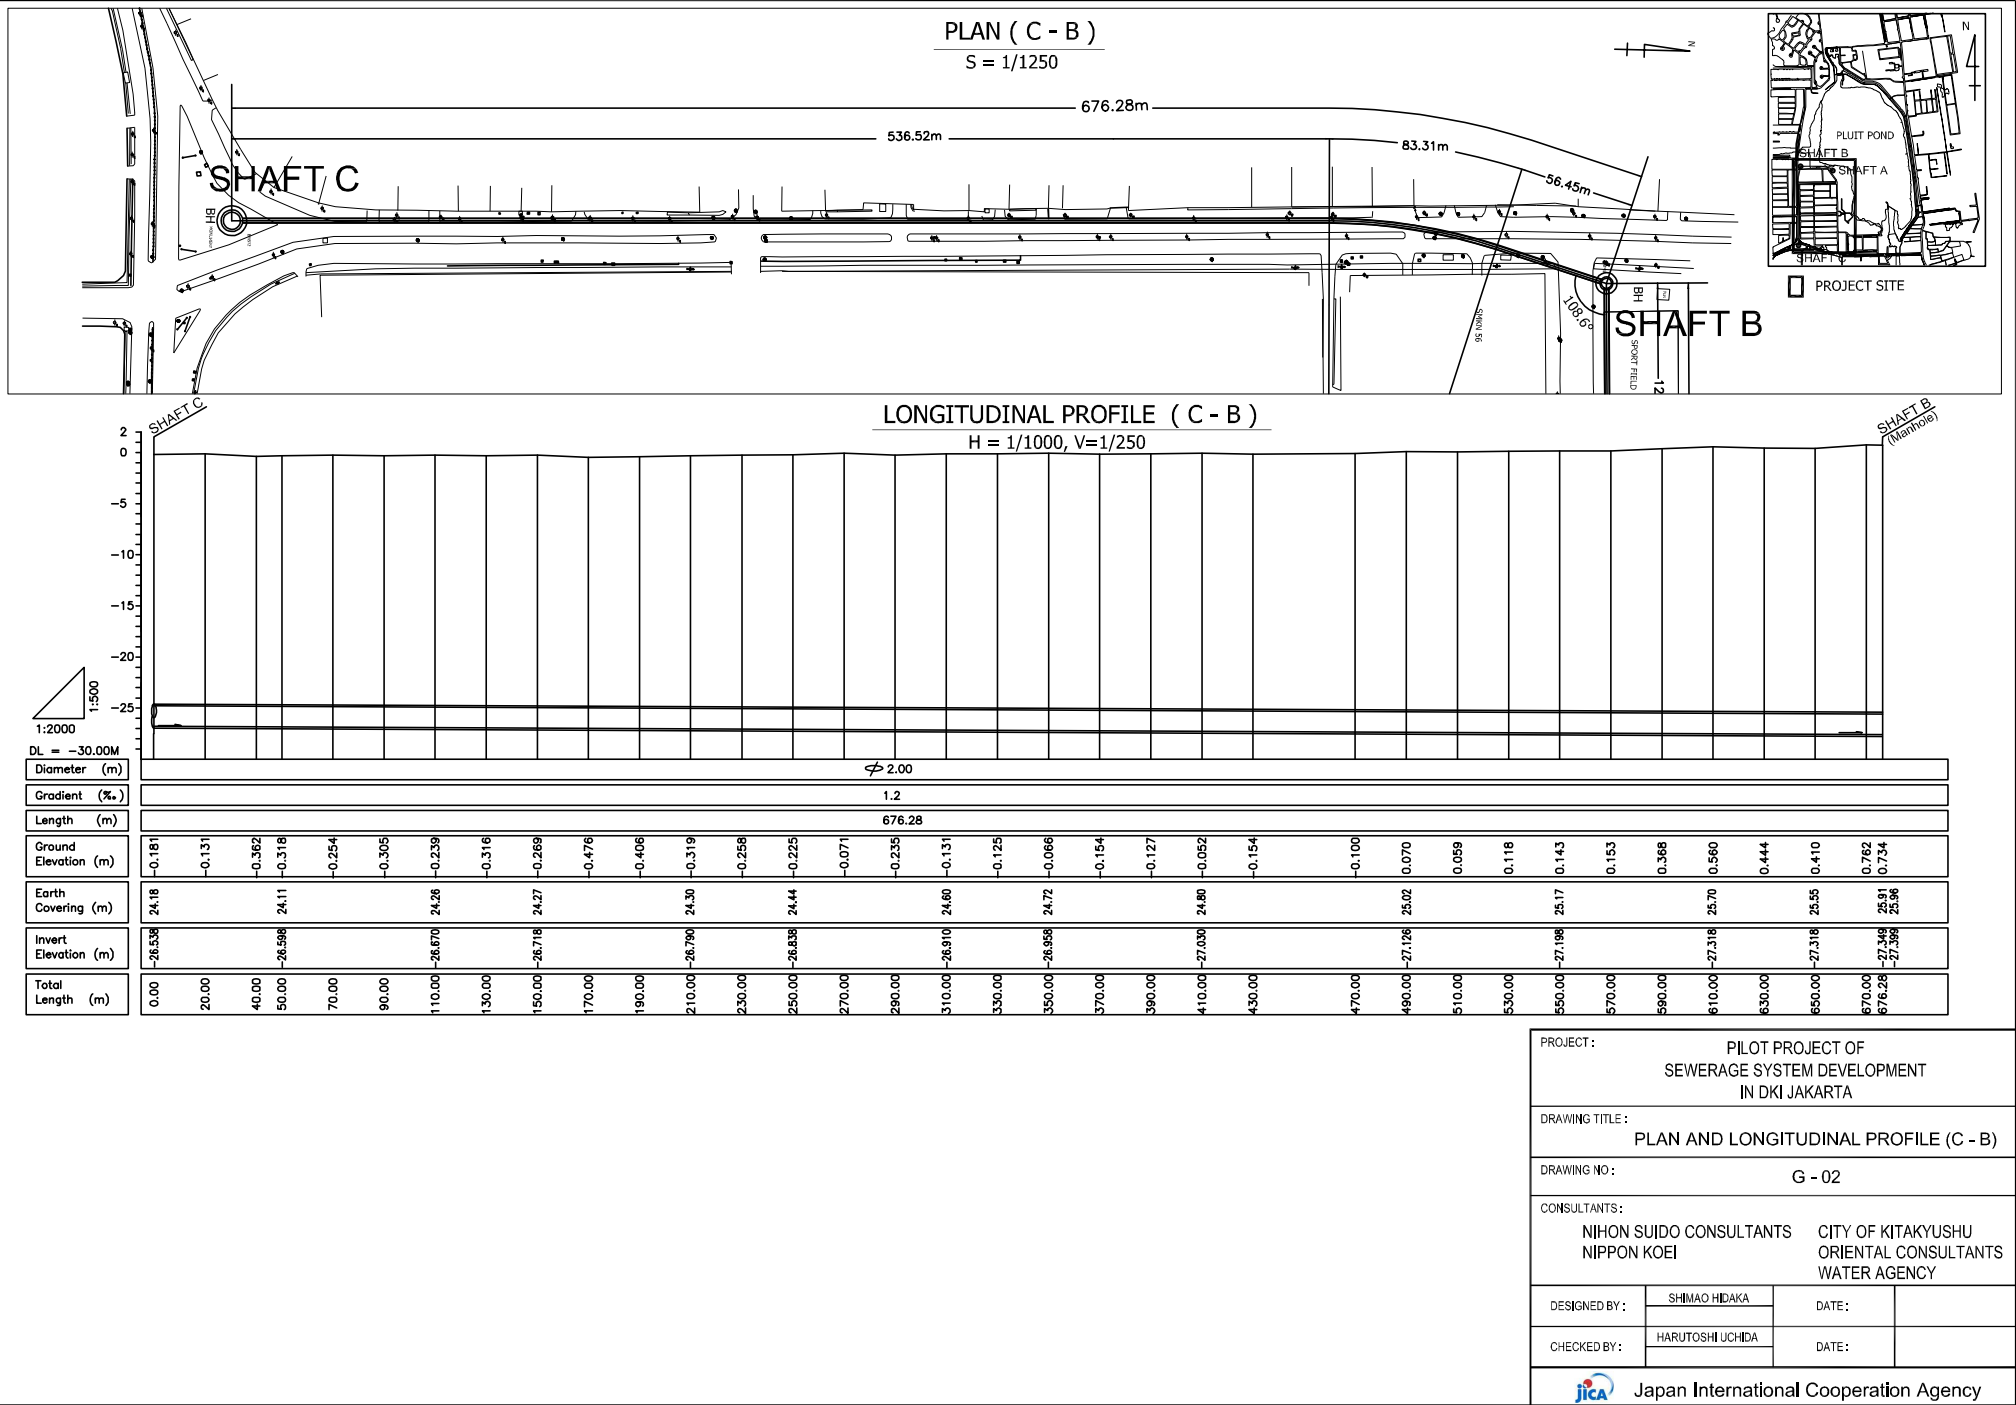 PLAN ( C - B )
S = 1/1250
N
676.28m
536.52m
83.31m
56.45m
SHAFT C
BH
108.6°
BH
SHAFT B
SMKN 56
SPORT FIELD
12
N
PLUIT POND
SHAFT B
SHAFT A
SHAFT C
PROJECT SITE
LONGITUDINAL PROFILE ( C - B )
H = 1/1000, V=1/250
SHAFT C
SHAFT B
(Manhole)
2
0
-5
-10
-15
-20
-25
1:500
1:2000
DL = -30.00M
Diameter (m)
ϕ 2.00
Gradient (‰)
1.2
Length (m)
676.28
Ground
Elevation (m)
-0.181 -0.131 -0.362 -0.318 -0.254 -0.305 -0.239 -0.316 -0.269 -0.476 -0.406 -0.319 -0.258 -0.225 -0.071 -0.235 -0.131 -0.125 -0.066 -0.154 -0.127 -0.052 -0.154 -0.100 0.070 0.059 0.118 0.143 0.153 0.368 0.560 0.444 0.410 0.762 0.734
Earth
Covering (m)
24.18 24.11 24.26 24.27 24.30 24.44 24.60 24.72 24.80 25.02 25.17 25.70 25.55 25.91 25.96
Invert
Elevation (m)
-26.538 -26.598 -26.670 -26.718 -26.790 -26.838 -26.910 -26.958 -27.030 -27.126 -27.198 -27.318 -27.318 -27.349 -27.399
Total
Length (m)
0.00 20.00 40.00 50.00 70.00 90.00 110.00 130.00 150.00 170.00 190.00 210.00 230.00 250.00 270.00 290.00 310.00 330.00 350.00 370.00 390.00 410.00 430.00 470.00 490.00 510.00 530.00 550.00 570.00 590.00 610.00 630.00 650.00 670.00 676.28
PROJECT :
PILOT PROJECT OF
SEWERAGE SYSTEM DEVELOPMENT
IN DKI JAKARTA
DRAWING TITLE :
PLAN AND LONGITUDINAL PROFILE (C - B)
DRAWING NO :
G - 02
CONSULTANTS :
NIHON SUIDO CONSULTANTS
NIPPON KOEI
CITY OF KITAKYUSHU
ORIENTAL CONSULTANTS
WATER AGENCY
DESIGNED BY :
SHIMAO HIDAKA
DATE :
CHECKED BY :
HARUTOSHI UCHIDA
DATE :
JICA
Japan International Cooperation Agency